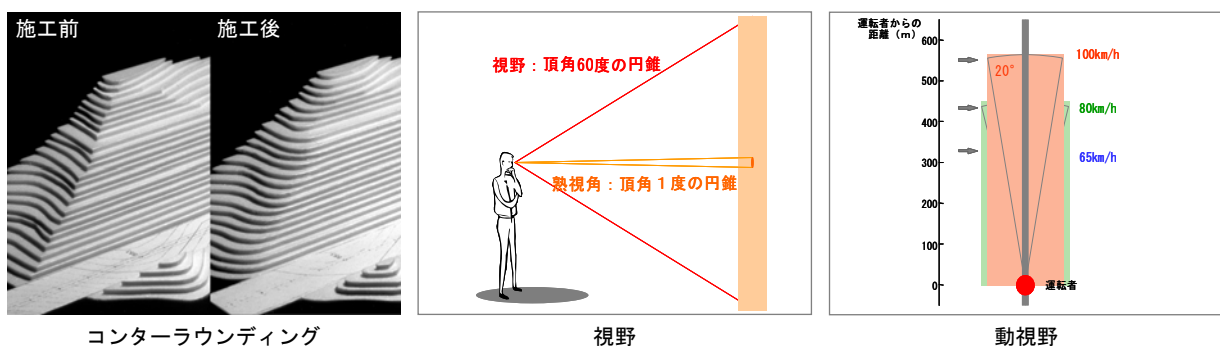 施工前
施工後
コンターラウンディング
視野：頂角60度の円錐
熟視角：頂角１度の円錐
視野
運転者からの
距離（m）
600
500
400
300
200
100
0
20°
100km/h
80km/h
65km/h
運転者
動視野